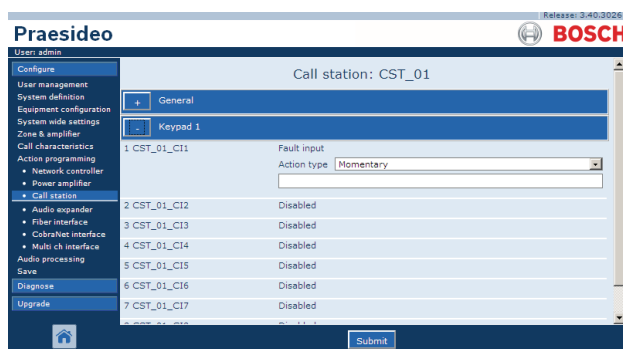 Release: 3.40.3026
Praesideo
BOSCH
User: admin
Configure
User management
System definition
Equipment configuration
System wide settings
Zone & amplifier
Call characteristics
Action programming
• Network controller
• Power amplifier
• Call station
• Audio expander
• Fiber interface
• CobraNet interface
• Multi ch interface
Audio processing
Save
Diagnose
Upgrade
Call station: CST_01
+ General
- Keypad 1
1 CST_01_CI1 Fault input
Action type Momentary
2 CST_01_CI2 Disabled
3 CST_01_CI3 Disabled
4 CST_01_CI4 Disabled
5 CST_01_CI5 Disabled
6 CST_01_CI6 Disabled
7 CST_01_CI7 Disabled
Submit